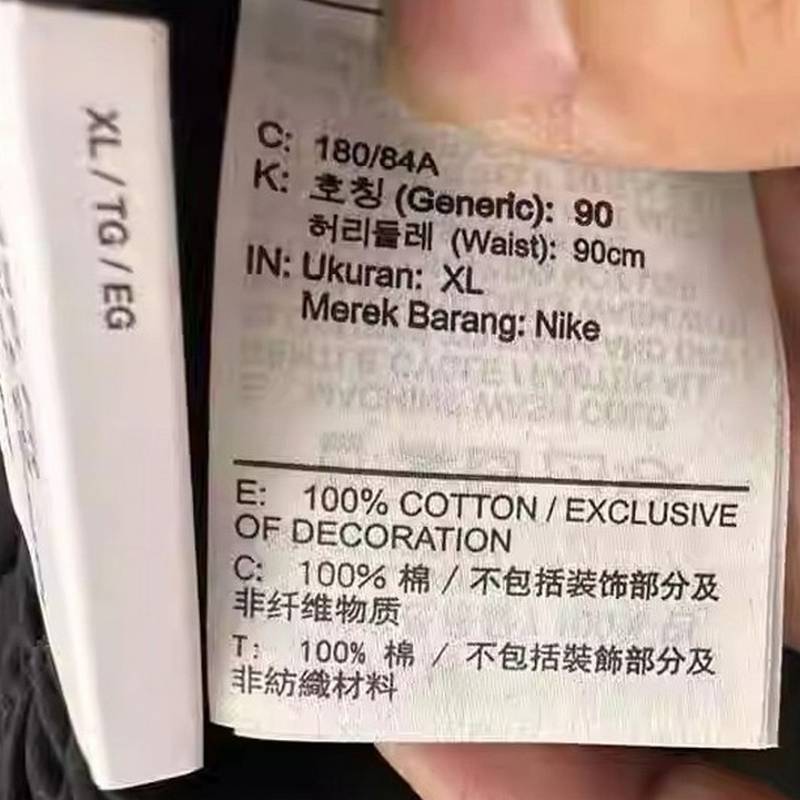 XL / TG / EG
C: 180/84A
K: 호칭 (Generic): 90
허리들레 (Waist): 90cm
IN: Ukuran: XL
Merek Barang: Nike
E: 100% COTTON / EXCLUSIVE
OF DECORATION
C: 100% 棉 / 不包括装饰部分及
非纤维物质
T: 100% 棉 / 不包括裝飾部分及
非紡織材料